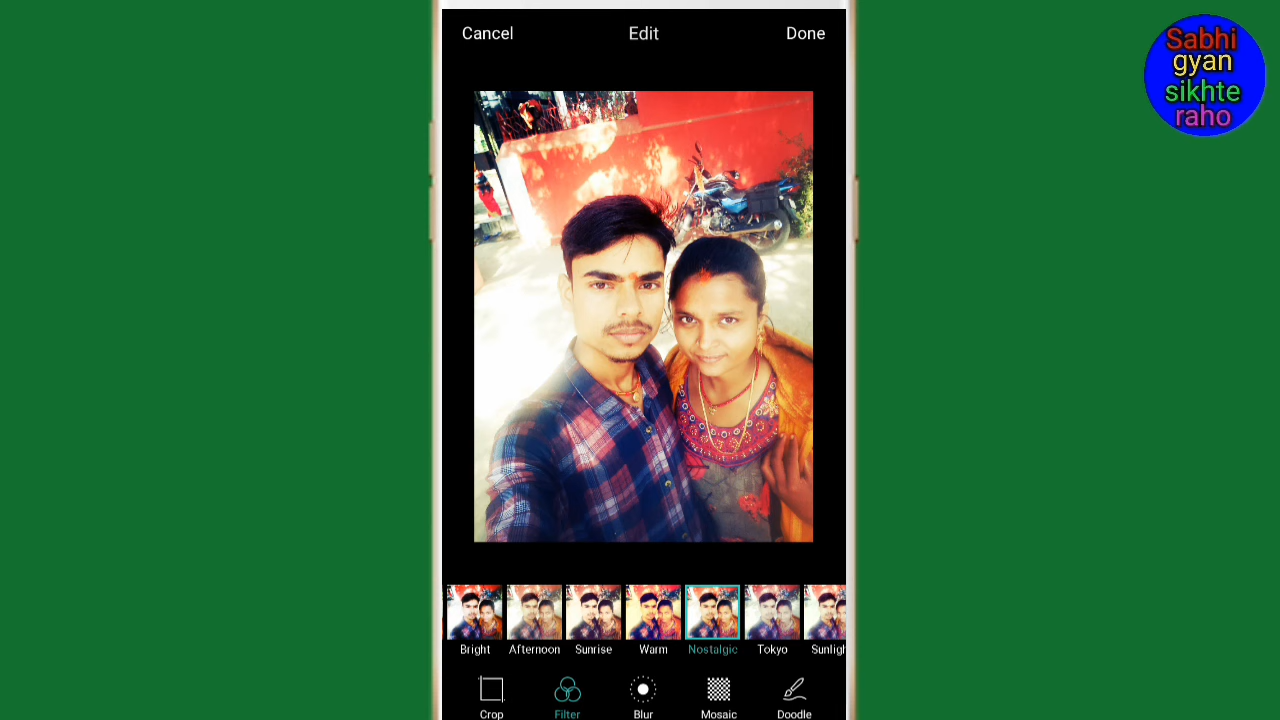 Cancel Edit Done
Sabhi
gyan
sikhte
raho
Bright Afternoon Sunrise Warm Nostalgic Tokyo Sunligh
Crop Filter Blur Mosaic Doodle